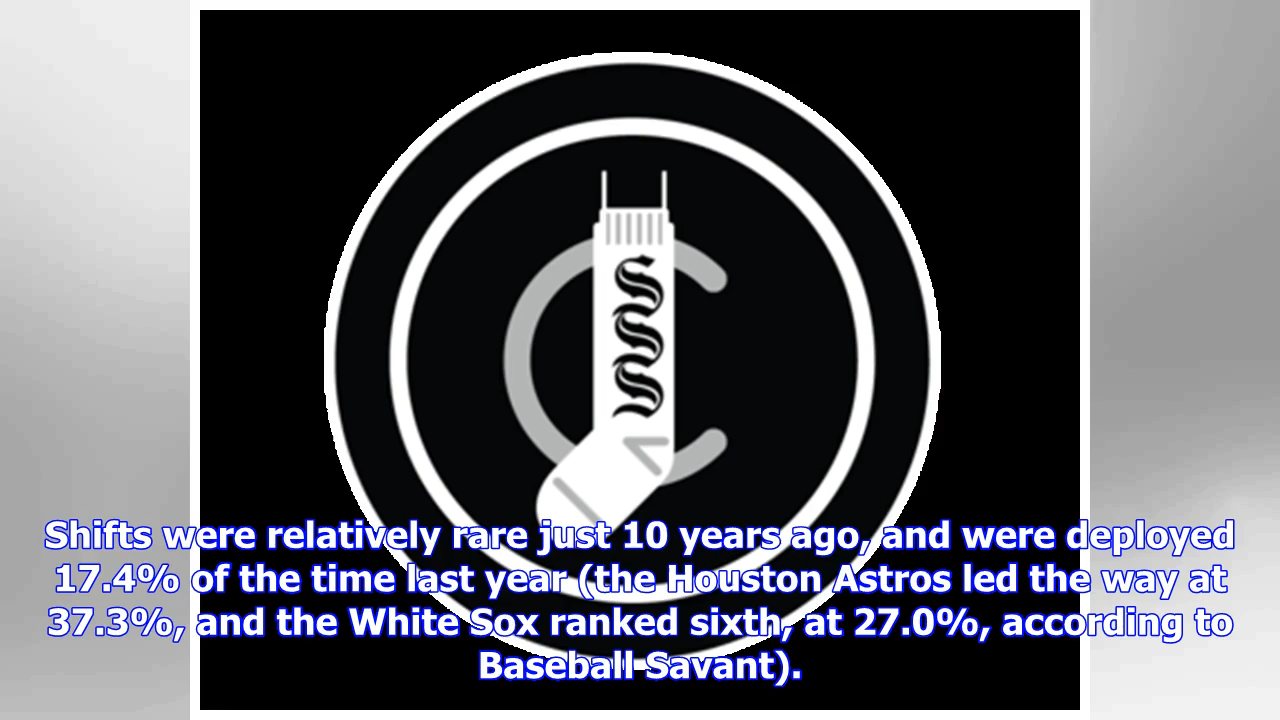 S
S
S
Shifts were relatively rare just 10 years ago, and were deployed
17.4% of the time last year (the Houston Astros led the way at
37.3%, and the White Sox ranked sixth, at 27.0%, according to
Baseball Savant).